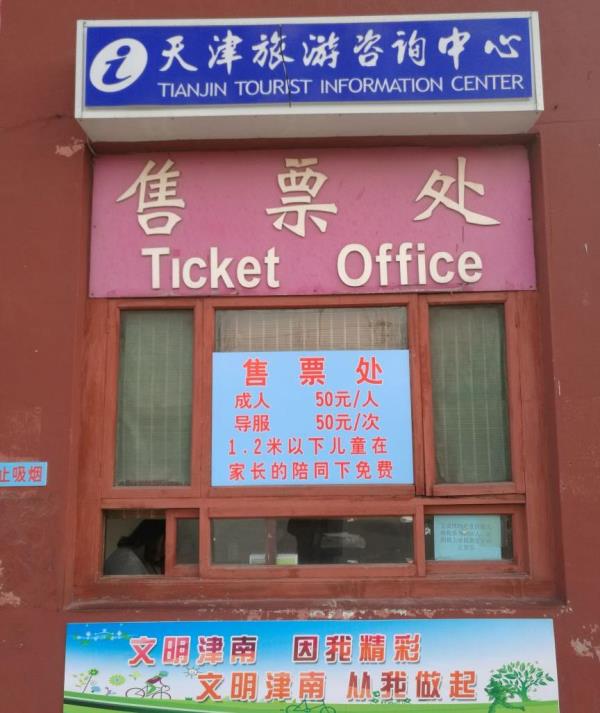 天津旅游咨询中心
TIANJIN TOURIST INFORMATION CENTER
售票处
Ticket Office
售票处
成人 50元/人
导服 50元/次
1.2米以下儿童在
家长的陪同下免费
止吸烟
文明津南 因我精彩
文明津南 从我做起